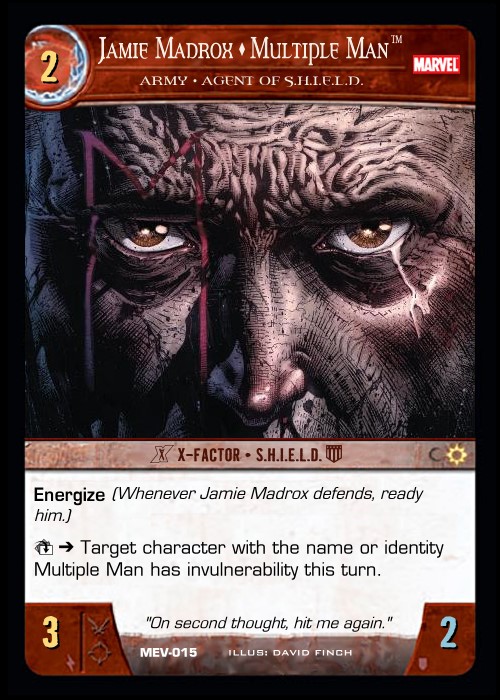 2
JAMIE MADROX ♦ MULTIPLE MAN™
MARVEL
ARMY • AGENT OF S.H.I.E.L.D.
M
X-FACTOR • S.H.I.E.L.D.
C
Energize (Whenever Jamie Madrox defends, ready
him.)
➔ Target character with the name or identity
Multiple Man has invulnerability this turn.
3
"On second thought, hit me again."
2
MEV-015 ILLUS: DAVID FINCH